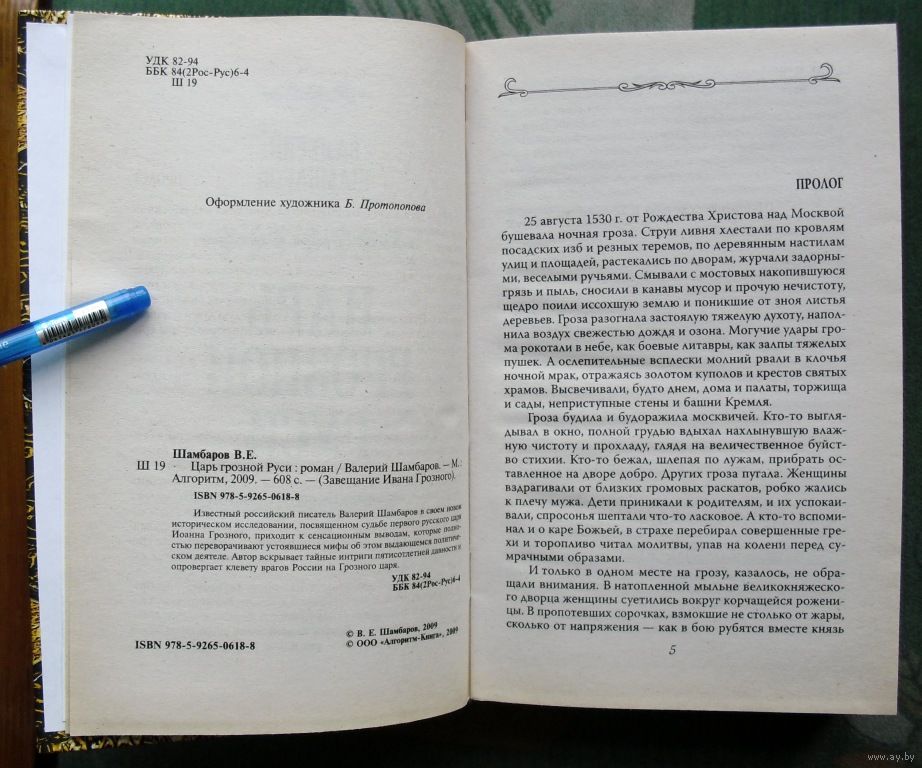 УДК 82-94
ББК 84(2Рос-Рус)6-4
Ш 19
Оформление художника Б. Протопопова
Шамбаров В.Е.
Ш 19 Царь грозной Руси : роман / Валерий Шамбаров. – М.:
Алгоритм, 2009. — 608 с. — (Завещание Ивана Грозного).
ISBN 978-5-9265-0618-8
Известный российский писатель Валерий Шамбаров в своем новом
историческом исследовании, посвященном судьбе первого русского царя
Иоанна Грозного, приходит к сенсационным выводам, которые полно-
стью переворачивают устоявшиеся мифы об этом выдающемся политиче-
ском деятеле. Автор вскрывает тайные интриги пятисотлетней давности и
опровергает клевету врагов России на Грозного царя.
УДК 82-94
ББК 84(2Рос-Рус)6-4
© В. Е. Шамбаров, 2009
ISBN 978-5-9265-0618-8 © ООО «Алгоритм-Книга», 2009
ПРОЛОГ
25 августа 1530 г. от Рождества Христова над Москвой
бушевала ночная гроза. Струи ливня хлестали по кровлям
посадских изб и резных теремов, по деревянным настилам
улиц и площадей, растекались по дворам, журчали задорны-
ми, веселыми ручьями. Смывали с мостовых накопившуюся
грязь и пыль, сносили в канавы мусор и прочую нечистоту,
щедро поили иссохшую землю и поникшие от зноя листья
деревьев. Гроза разогнала застоялую тяжелую духоту, напол-
нила воздух свежестью дождя и озона. Могучие удары гро-
ма рокотали в небе, как боевые литавры, как залпы тяжелых
пушек. А ослепительные всплески молний рвали в клочья
ночной мрак, отражаясь золотом куполов и крестов святых
храмов. Высвечивали, будто днем, дома и палаты, торжища
и сады, неприступные стены и башни Кремля.
Гроза будила и будоражила москвичей. Кто-то выгля-
дывал в окно, полной грудью вдыхал нахлынувшую влаж-
ную чистоту и прохладу, глядя на величественное буйст-
во стихии. Кто-то бежал, шлепая по лужам, прибрать ос-
тавленное на дворе добро. Других гроза пугала. Женщины
вздрагивали от близких громовых раскатов, робко жались
к плечу мужа. Дети приникали к родителям, и их успокаи-
вали, спросонья шептали что-то ласковое. А кто-то вспоми-
нал и о каре Божьей, в страхе перебирал совершенные гре-
хи и торопливо читал молитвы, упав на колени перед су-
мрачными образами.
И только в одном месте на грозу, казалось, не об-
ращали внимания. В натопленной мыльне великокняжеско-
го дворца женщины суетились вокруг корчащейся рожени-
цы. В пропотевших сорочках, взмокшие не столько от жары,
сколько от напряжения — как в бою рубятся вместе князь
5
www.ay.by